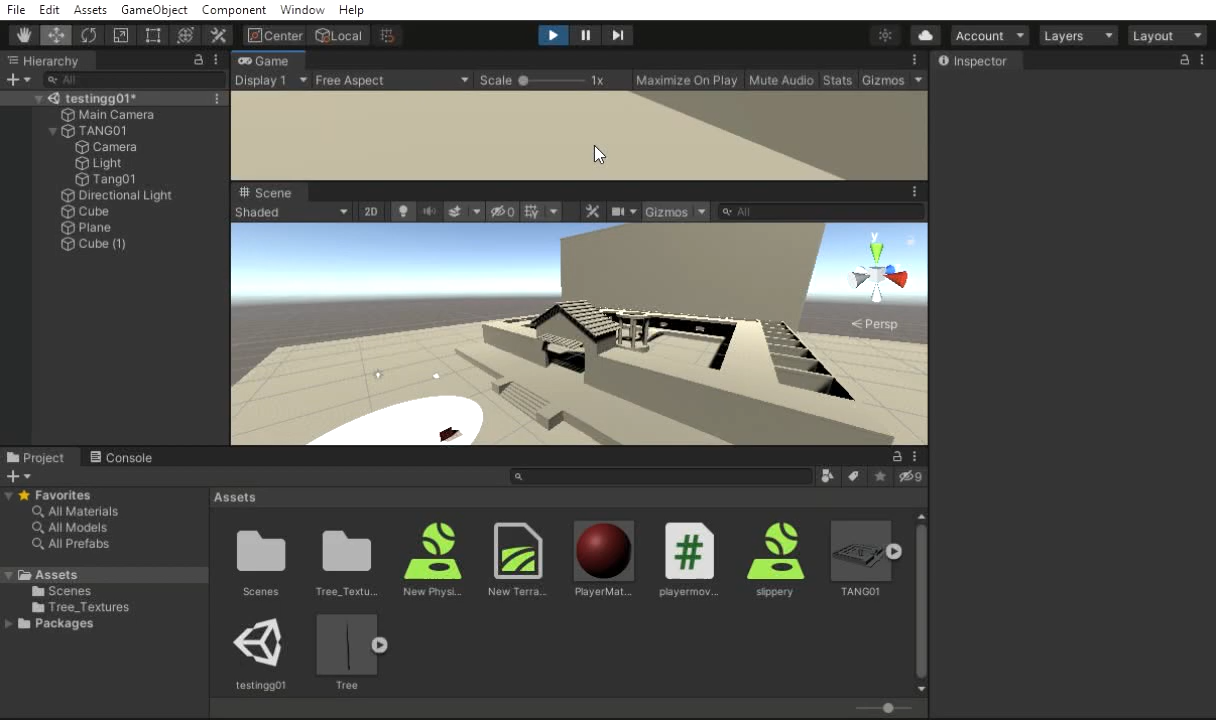 File Edit Assets GameObject Component Window Help
Center Local Account Layers Layout
Hierarchy
All
testingg01*
Main Camera
TANG01
Camera
Light
Tang01
Directional Light
Cube
Plane
Cube (1)
Game
Display 1 Free Aspect Scale 1x Maximize On Play Mute Audio Stats Gizmos
Scene
Shaded 2D 0 Gizmos All
y
Persp
Inspector
Project Console
9
Favorites
All Materials
All Models
All Prefabs
Assets
Scenes
Tree_Textures
Packages
Assets
Scenes Tree_Textu... New Physi... New Terra... PlayerMat... playermov... slippery TANG01
testingg01 Tree